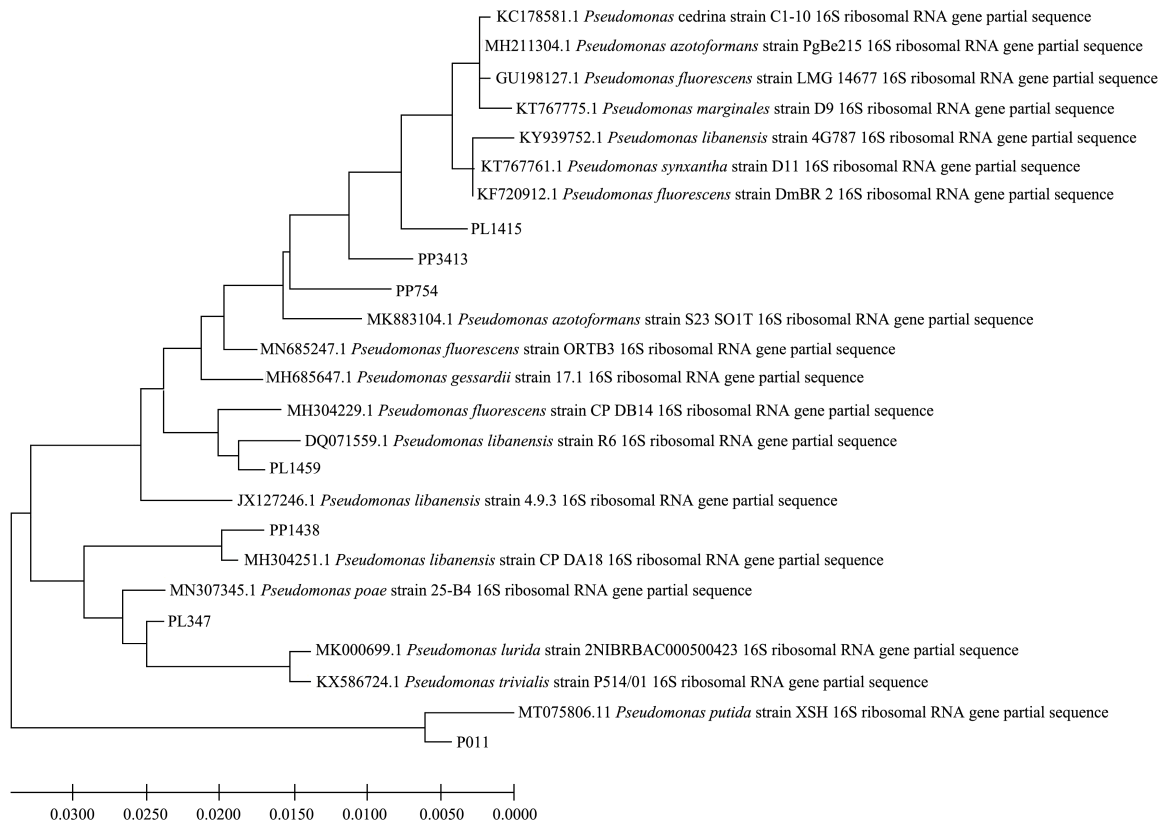 KC178581.1 Pseudomonas cedrina strain C1-10 16S ribosomal RNA gene partial sequence
MH211304.1 Pseudomonas azotoformans strain PgBe215 16S ribosomal RNA gene partial sequence
GU198127.1 Pseudomonas fluorescens strain LMG 14677 16S ribosomal RNA gene partial sequence
KT767775.1 Pseudomonas marginales strain D9 16S ribosomal RNA gene partial sequence
KY939752.1 Pseudomonas libanensis strain 4G787 16S ribosomal RNA gene partial sequence
KT767761.1 Pseudomonas synxantha strain D11 16S ribosomal RNA gene partial sequence
KF720912.1 Pseudomonas fluorescens strain DmBR 2 16S ribosomal RNA gene partial sequence
PL1415
PP3413
PP754
MK883104.1 Pseudomonas azotoformans strain S23 SO1T 16S ribosomal RNA gene partial sequence
MN685247.1 Pseudomonas fluorescens strain ORTB3 16S ribosomal RNA gene partial sequence
MH685647.1 Pseudomonas gessardii strain 17.1 16S ribosomal RNA gene partial sequence
MH304229.1 Pseudomonas fluorescens strain CP DB14 16S ribosomal RNA gene partial sequence
DQ071559.1 Pseudomonas libanensis strain R6 16S ribosomal RNA gene partial sequence
PL1459
JX127246.1 Pseudomonas libanensis strain 4.9.3 16S ribosomal RNA gene partial sequence
PP1438
MH304251.1 Pseudomonas libanensis strain CP DA18 16S ribosomal RNA gene partial sequence
MN307345.1 Pseudomonas poae strain 25-B4 16S ribosomal RNA gene partial sequence
PL347
MK000699.1 Pseudomonas lurida strain 2NIBRBAC000500423 16S ribosomal RNA gene partial sequence
KX586724.1 Pseudomonas trivialis strain P514/01 16S ribosomal RNA gene partial sequence
MT075806.11 Pseudomonas putida strain XSH 16S ribosomal RNA gene partial sequence
P011
0.0300 0.0250 0.0200 0.0150 0.0100 0.0050 0.0000